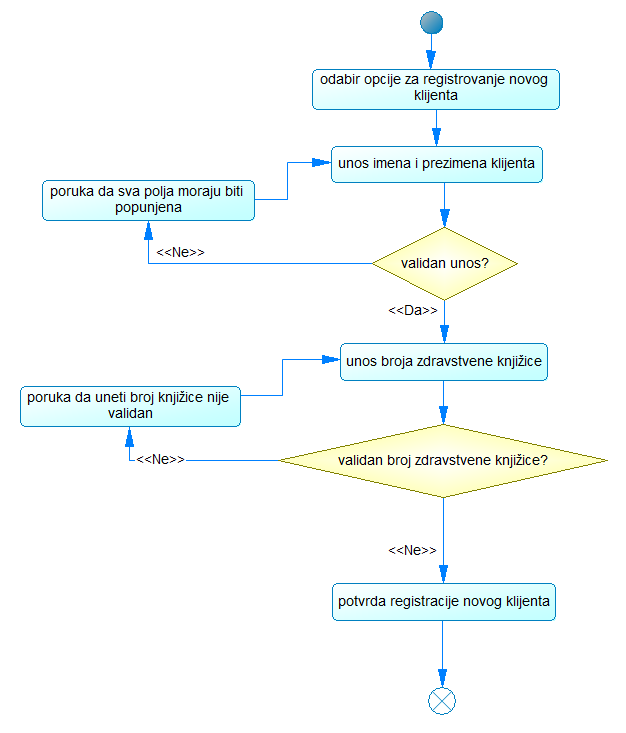 odabir opcije za registrovanje novog
klijenta
unos imena i prezimena klijenta
poruka da sva polja moraju biti
popunjena
<<Ne>>
validan unos?
<<Da>>
unos broja zdravstvene knjižice
poruka da uneti broj knjižice nije
validan
<<Ne>>
validan broj zdravstvene knjižice?
<<Ne>>
potvrda registracije novog klijenta